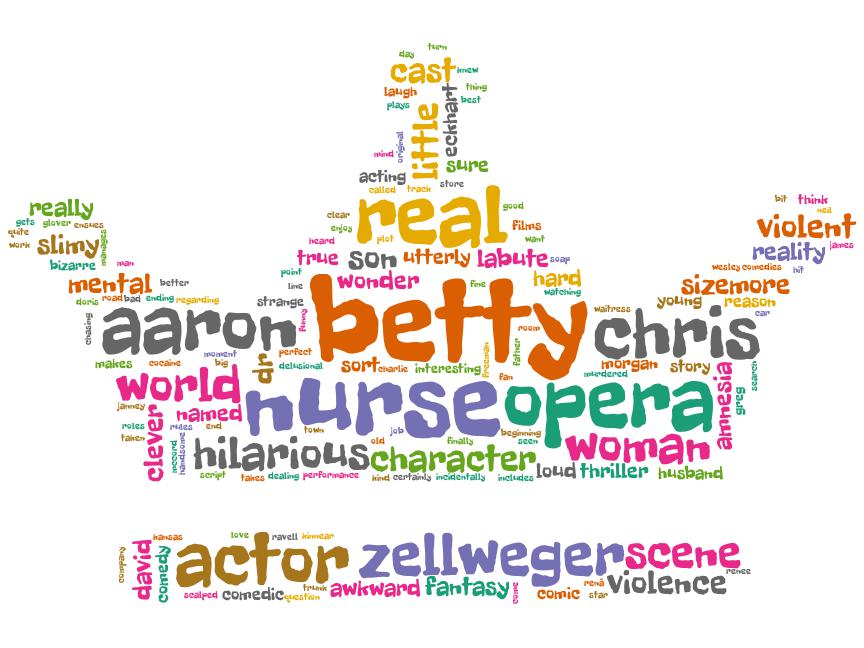 day turn
cast knew
laugh thing
plays best
little
eckhart
mind original
acting sure
called track store
really
gets glover ensues
quite
work slimy manages
bizarre man
bit think
neil
violent
reality james
wesley comedies hit
clear real good
enjoy plot films
heard want
true son utterly labute soap
point wonder fine hard
line watching
mental better
doris road bad ending regarding
strange
sizemore
young reason
waitress car
chasing aaron funny betty room chris
father freeman
moment perfect
makes cocaine big dr delusional
sort charlie interesting fan
murdered morgan story
world nurse opera amnesia greg search
janney named
roles rules end
taken clever mccord handsome
town job beginning
old finally seen
hilarious character woman
script takes dealing performance kind certainly incidentally includes
loud thriller husband
company david kansas comedy
love ravell kinnear
actor zellweger scene
renee
scalped comedic question trunk awkward fantasy come
comic rena star violence